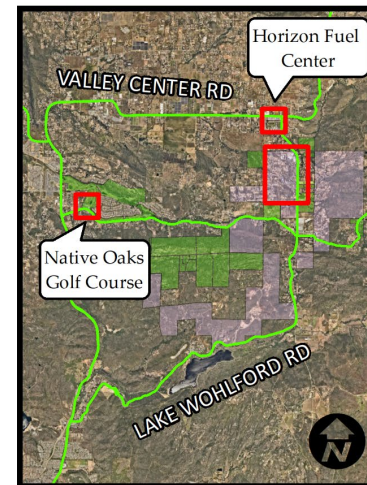 Horizon Fuel
Center
VALLEY CENTER RD
Native Oaks
Golf Course
LAKE WOHLFORD RD
N